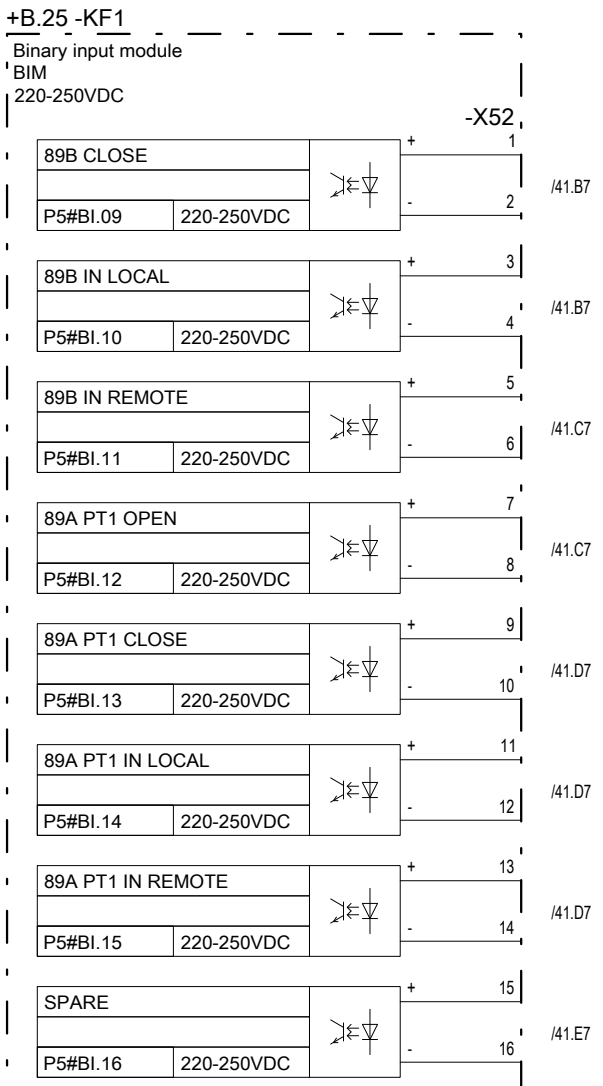 +B.25 -KF1
Binary input module
BIM
220-250VDC
-X52
89B CLOSE
+ 1
P5#BI.09 220-250VDC
- 2
/41.B7
89B IN LOCAL
+ 3
P5#BI.10 220-250VDC
- 4
/41.B7
89B IN REMOTE
+ 5
P5#BI.11 220-250VDC
- 6
/41.C7
89A PT1 OPEN
+ 7
P5#BI.12 220-250VDC
- 8
/41.C7
89A PT1 CLOSE
+ 9
P5#BI.13 220-250VDC
- 10
/41.D7
89A PT1 IN LOCAL
+ 11
P5#BI.14 220-250VDC
- 12
/41.D7
89A PT1 IN REMOTE
+ 13
P5#BI.15 220-250VDC
- 14
/41.D7
SPARE
+ 15
P5#BI.16 220-250VDC
- 16
/41.E7